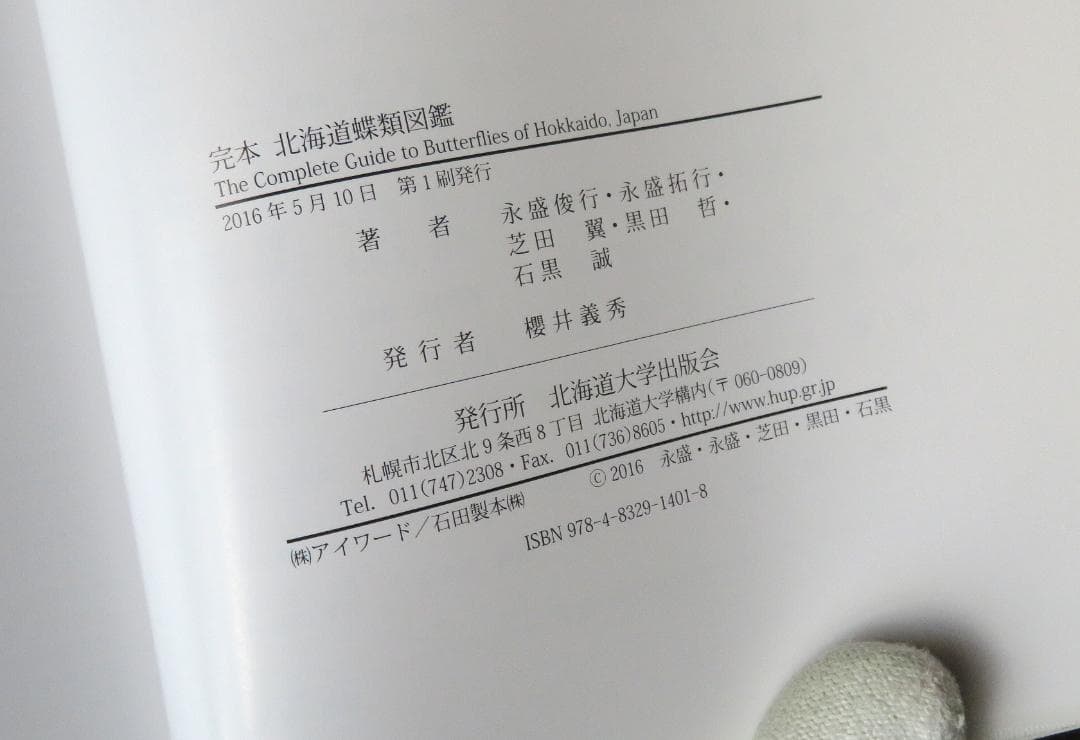 完本 北海道蝶類図鑑
The Complete Guide to Butterflies of Hokkaido, Japan
2016年5月10日 第1刷発行
著者 永盛俊行・永盛拓行・
芝田 翼・黒田 哲・
石黒 誠
発行者 櫻井義秀
発行所 北海道大学出版会
札幌市北区北9条西8丁目 北海道大学構内(〒060-0809)
Tel. 011(747)2308・Fax. 011(736)8605・http://www.hup.gr.jp
㈱アイワード/石田製本㈱ © 2016 永盛・永盛・芝田・黒田・石黒
ISBN 978-4-8329-1401-8